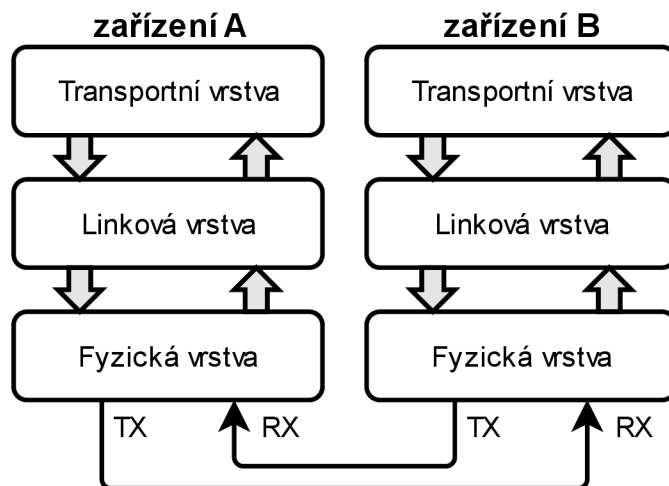 zařízení A
zařízení B
Transportní vrstva
Transportní vrstva
Linková vrstva
Linková vrstva
Fyzická vrstva
Fyzická vrstva
TX
RX
TX
RX